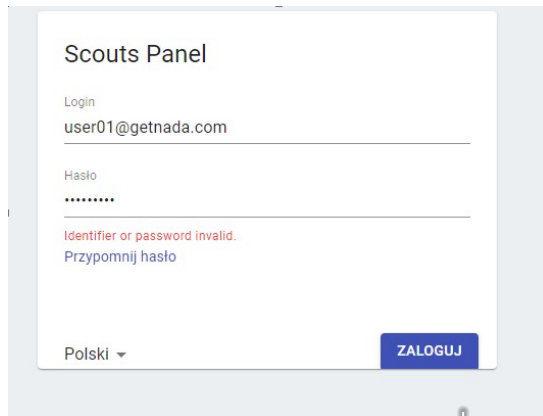 Scouts Panel
Login
user01@getnada.com
Hasło
•••••••••
Identifier or password invalid.
Przypomnij hasło
Polski
ZALOGUJ